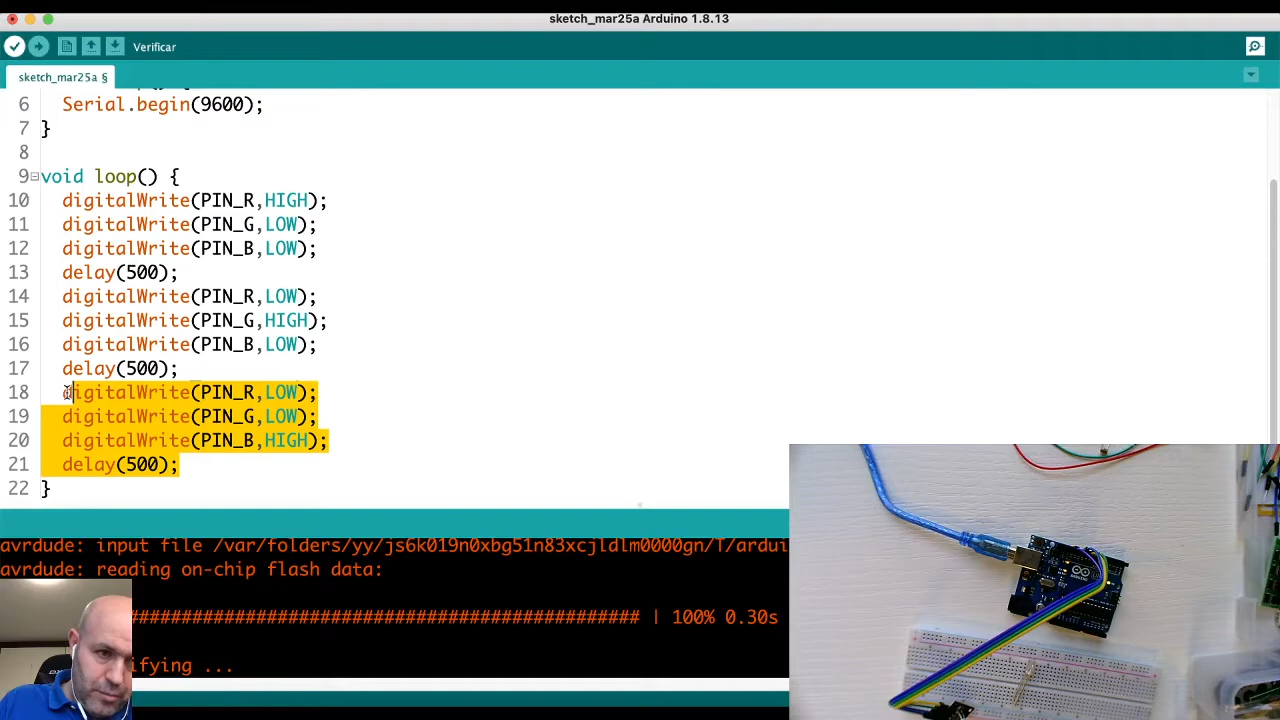 sketch_mar25a Arduino 1.8.13
Verificar
sketch_mar25a §
6 Serial.begin(9600);
7 }
8
9 void loop() {
10 digitalWrite(PIN_R,HIGH);
11 digitalWrite(PIN_G,LOW);
12 digitalWrite(PIN_B,LOW);
13 delay(500);
14 digitalWrite(PIN_R,LOW);
15 digitalWrite(PIN_G,HIGH);
16 digitalWrite(PIN_B,LOW);
17 delay(500);
18 digitalWrite(PIN_R,LOW);
19 digitalWrite(PIN_G,LOW);
20 digitalWrite(PIN_B,HIGH);
21 delay(500);
22 }
avrdude: input file /var/folders/yy/js6k019n0xbg51n83xcjldlm0000gn/T/ardui
avrdude: reading on-chip flash data:
################################################ | 100% 0.30s
ifying ...